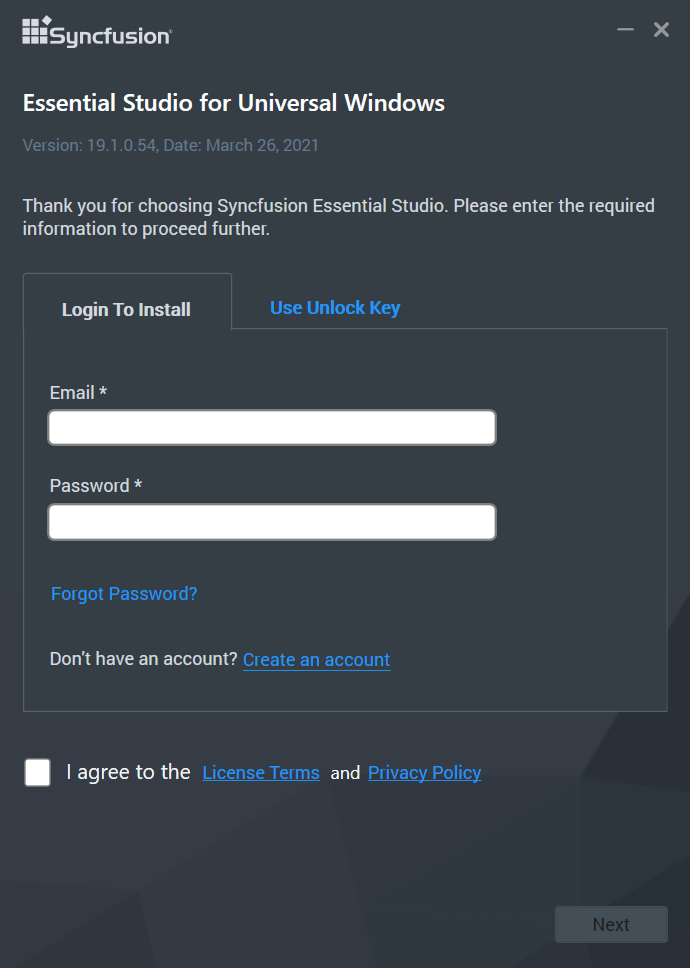 Syncfusion
Essential Studio for Universal Windows
Version: 19.1.0.54, Date: March 26, 2021
Thank you for choosing Syncfusion Essential Studio. Please enter the required
information to proceed further.
Login To Install
Use Unlock Key
Email *
Password *
Forgot Password?
Don't have an account? Create an account
I agree to the License Terms and Privacy Policy
Next